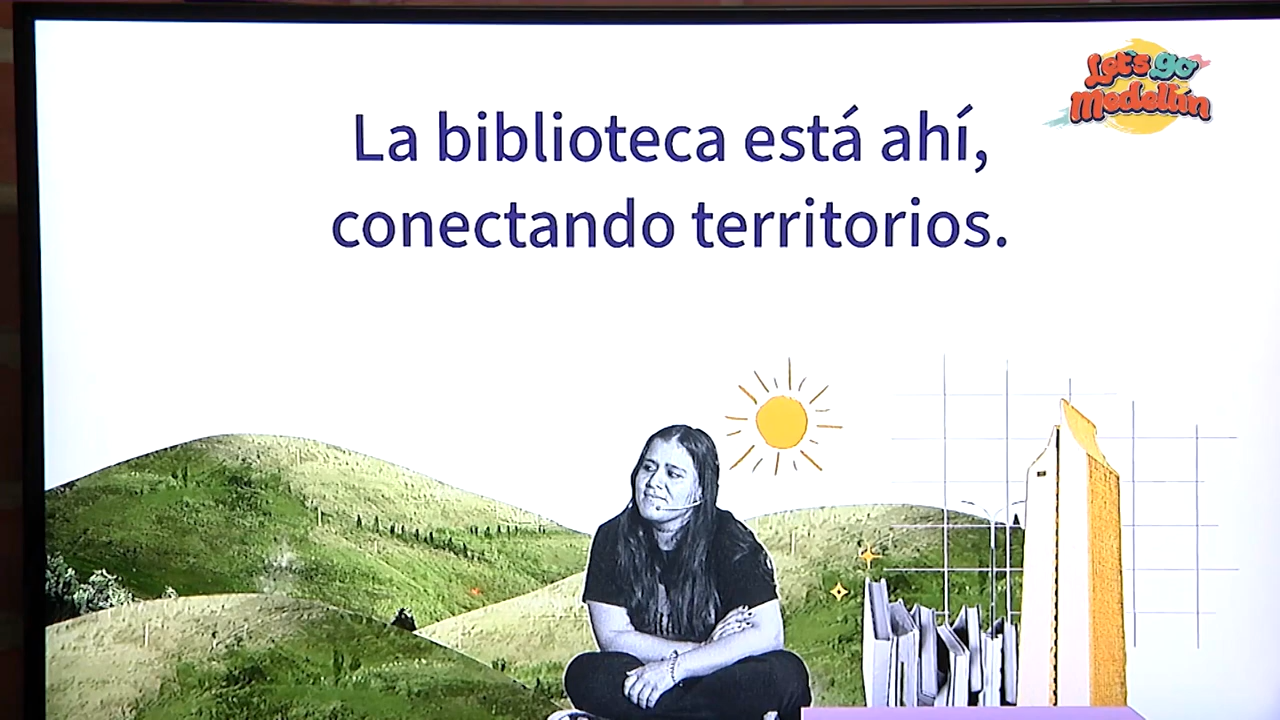 Let's go
Medellín
La biblioteca está ahí,
conectando territorios.